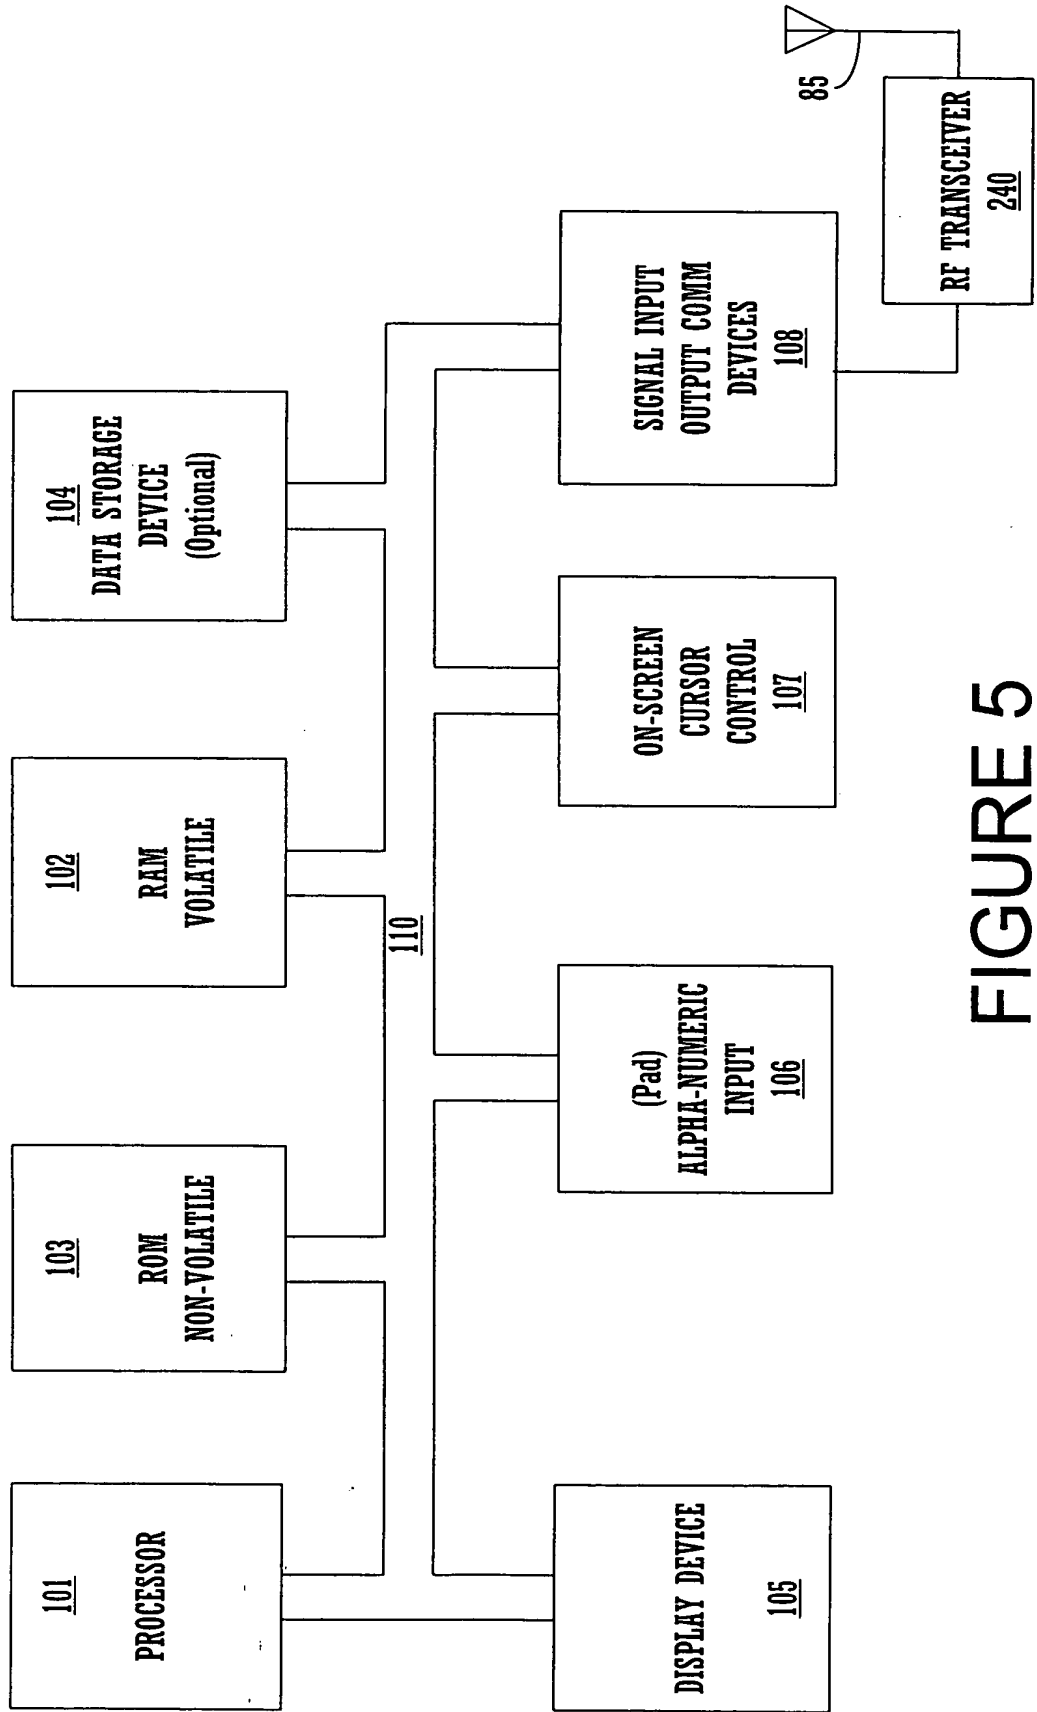 101
PROCESSOR
103
ROM
NON-VOLATILE
102
RAM
VOLATILE
104
DATA STORAGE
DEVICE
(Optional)
110
DISPLAY DEVICE
105
(Pad)
ALPHA-NUMERIC
INPUT
106
ON-SCREEN
CURSOR
CONTROL
107
SIGNAL INPUT
OUTPUT COMM
DEVICES
108
85
RF TRANSCEIVER
240
FIGURE 5